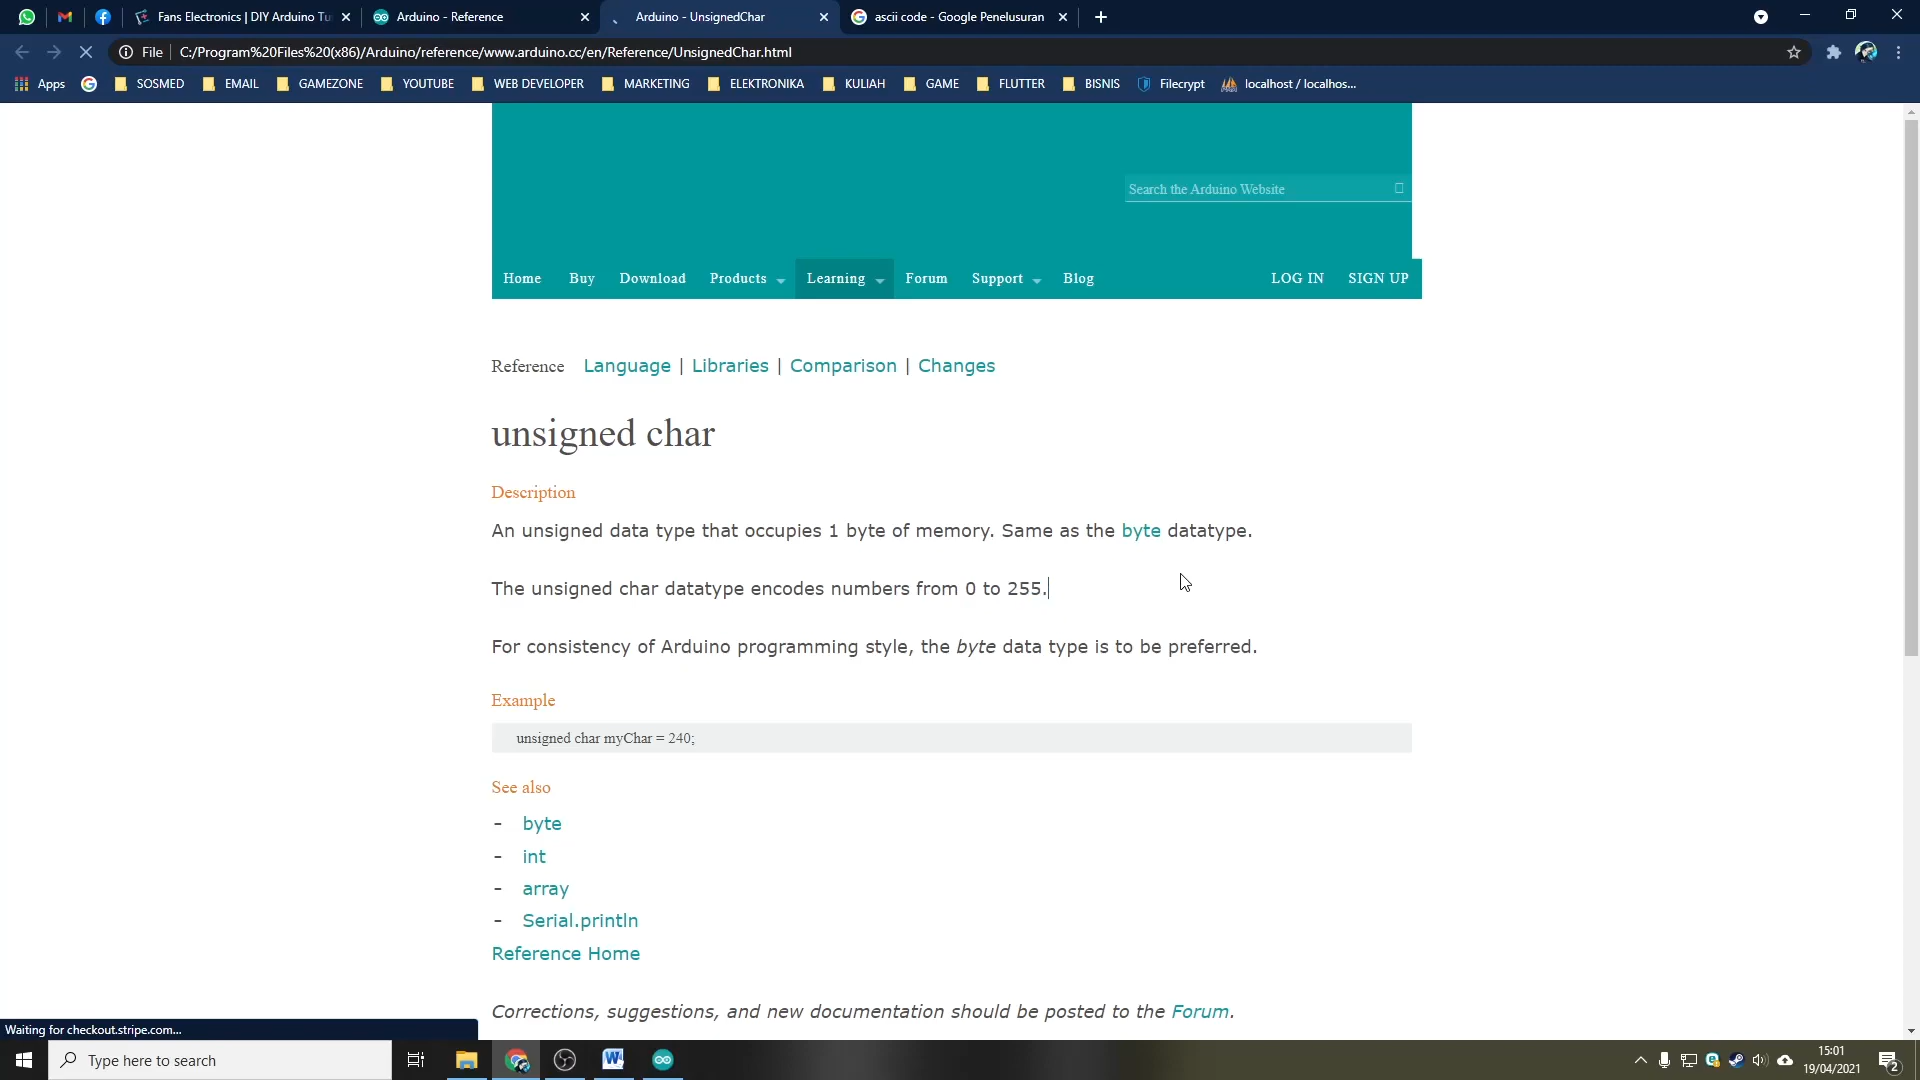 Fans Electronics | DIY Arduino Tu
Arduino - Reference
Arduino - UnsignedChar
ascii code - Google Penelusuran
File
C:/Program%20Files%20(x86)/Arduino/reference/www.arduino.cc/en/Reference/UnsignedChar.html
Apps
SOSMED
EMAIL
GAMEZONE
YOUTUBE
WEB DEVELOPER
MARKETING
ELEKTRONIKA
KULIAH
GAME
FLUTTER
BISNIS
Filecrypt
localhost / localhos...
Search the Arduino Website
Home Buy Download Products Learning Forum Support Blog LOG IN SIGN UP
Reference Language | Libraries | Comparison | Changes
unsigned char
Description
An unsigned data type that occupies 1 byte of memory. Same as the byte datatype.
The unsigned char datatype encodes numbers from 0 to 255.
For consistency of Arduino programming style, the byte data type is to be preferred.
Example
unsigned char myChar = 240;
See also
- byte
- int
- array
- Serial.println
Reference Home
Corrections, suggestions, and new documentation should be posted to the Forum.
Waiting for checkout.stripe.com...
Type here to search
15:01
19/04/2021
2